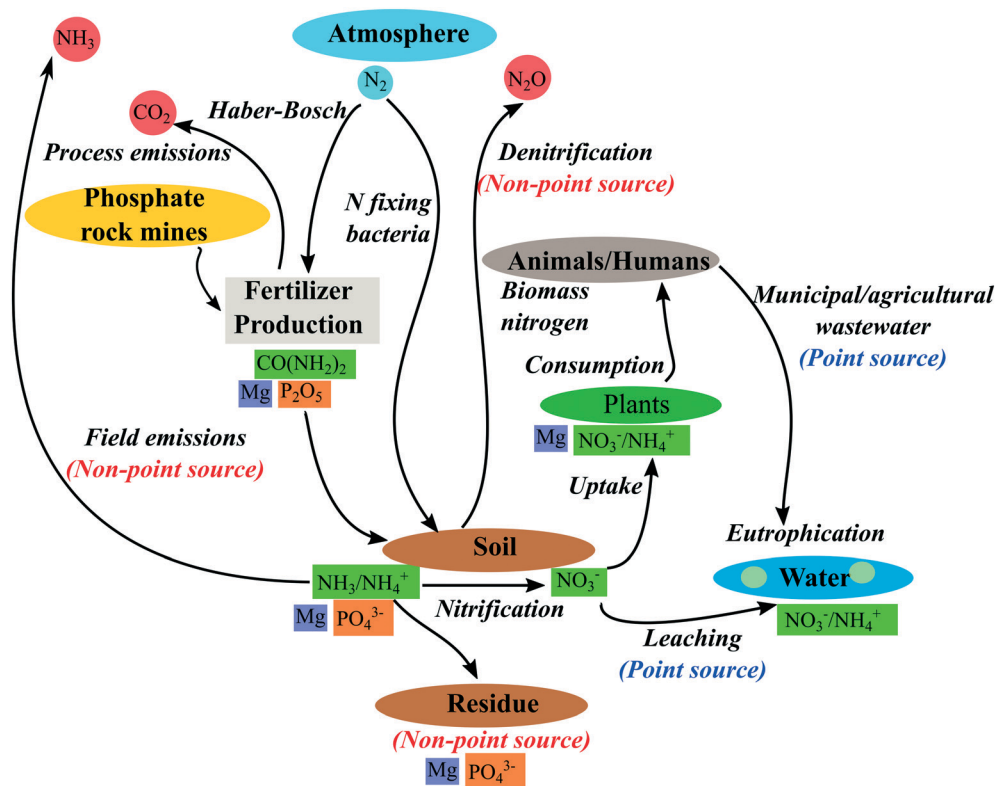 NH₃
Atmosphere
N₂
N₂O
CO₂
Haber-Bosch
Process emissions
Denitrification
(Non-point source)
Phosphate
rock mines
N fixing
bacteria
Animals/Humans
Fertilizer
Production
Biomass
nitrogen
Municipal/agricultural
wastewater
(Point source)
CO(NH₂)₂
Mg P₂O₅
Consumption
Plants
Mg NO₃⁻/NH₄⁺
Field emissions
(Non-point source)
Uptake
Eutrophication
Soil
Water
NH₃/NH₄⁺
NO₃⁻
Nitrification
Mg PO₄³⁻
NO₃⁻/NH₄⁺
Leaching
(Point source)
Residue
(Non-point source)
Mg PO₄³⁻